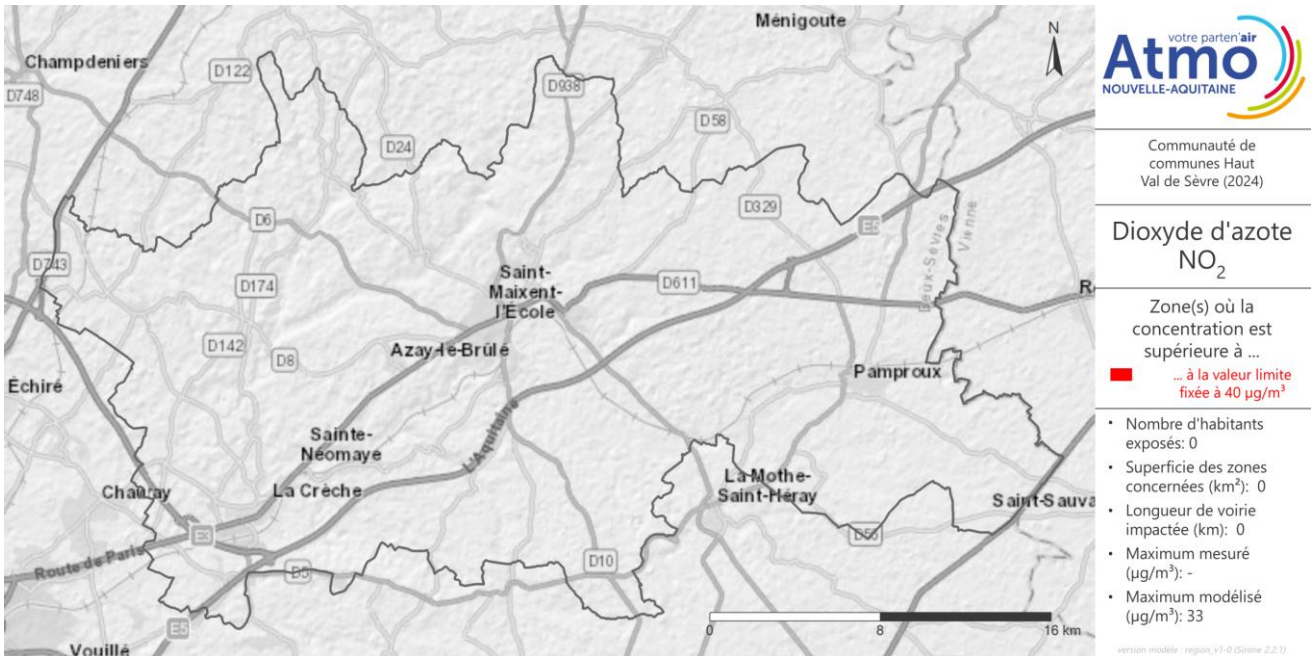 Ménigoute
N
Champdeniers
D122
D938
D748
D58
D24
D329
D6
E5
Deux-Sèvres
Vienne
D743
Saint-
Maixent-
l'École
D611
D174
D142
D8
Azay-le-Brûlé
Pamproux
Échiré
L'Aquitaine
Sainte-
Néomaye
Chauray
La Crèche
La Mothe-
Saint-Héray
Saint-Sauva
D56
Route de Paris
D5
D10
E5
Vouillé
0
8
16 km
votre parten'air
Atmo
NOUVELLE-AQUITAINE
Communauté de
communes Haut
Val de Sèvre (2024)
Dioxyde d'azote
NO₂
Zone(s) où la
concentration est
supérieure à ...
... à la valeur limite
fixée à 40 µg/m³
• Nombre d'habitants
exposés: 0
• Superficie des zones
concernées (km²): 0
• Longueur de voirie
impactée (km): 0
• Maximum mesuré
(µg/m³): -
• Maximum modélisé
(µg/m³): 33
version modèle : region_v1-0 (Sirane 2.2.1)